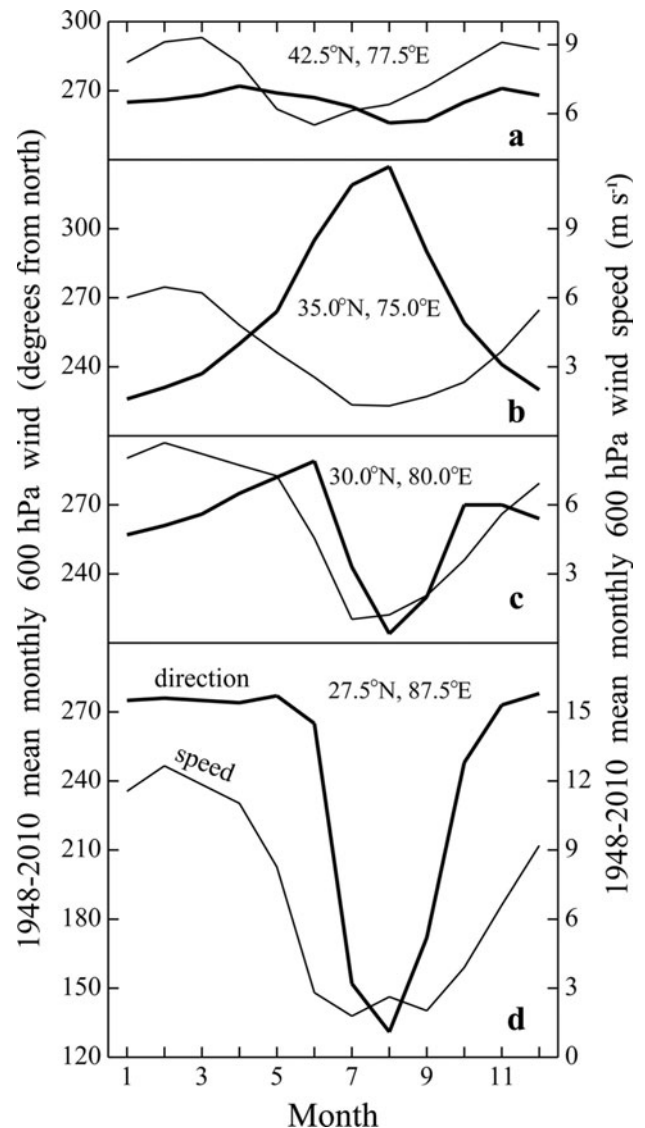 1948-2010 mean monthly 600 hPa wind (degrees from north)
300
270
42.5°N, 77.5°E
9
6
a
300
270
240
35.0°N, 75.0°E
9
6
3
b
270
240
30.0°N, 80.0°E
6
3
c
direction
27.5°N, 87.5°E
speed
270
240
210
180
150
120
15
12
9
6
3
0
d
1 3 5 7 9 11
Month
1948-2010 mean monthly 600 hPa wind speed (m s-1)